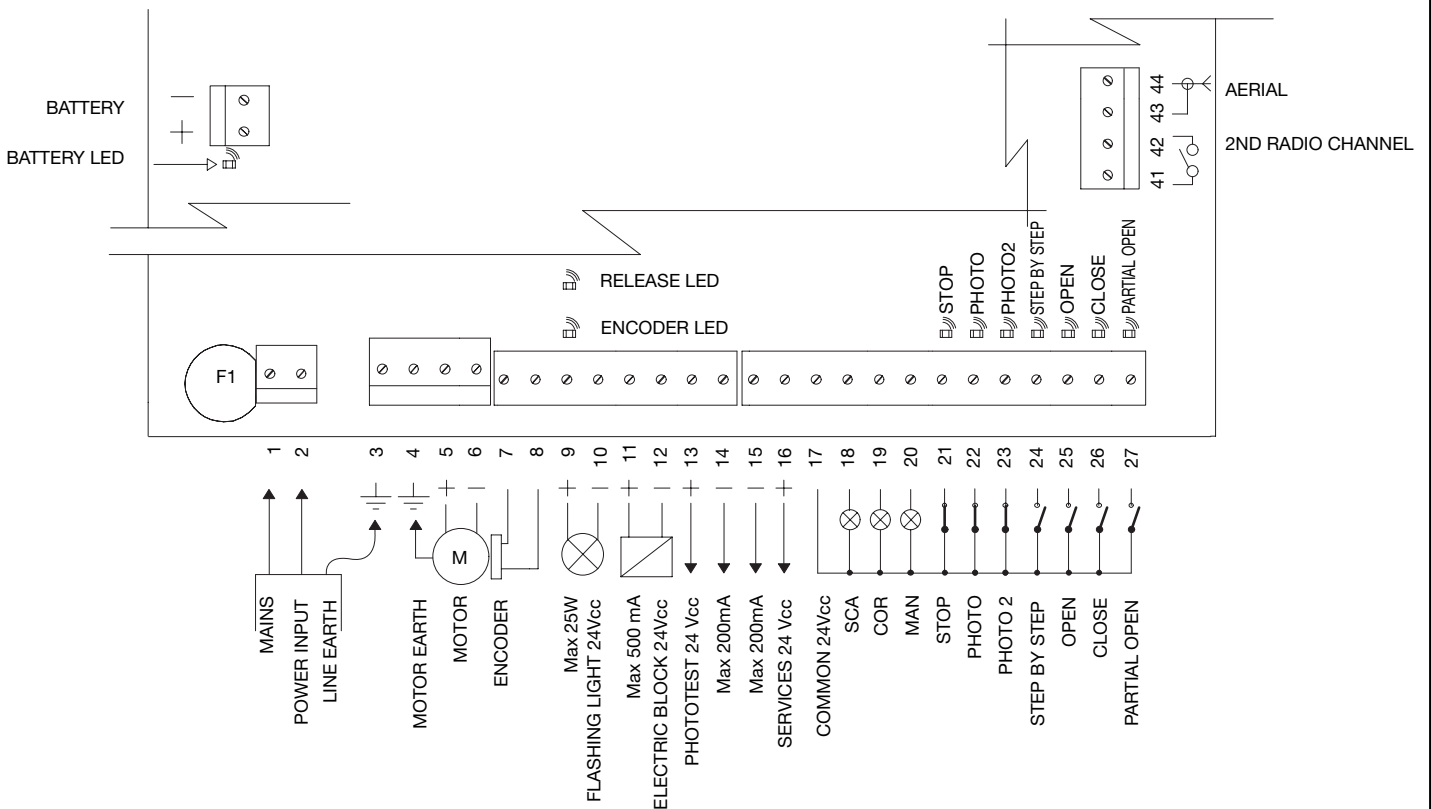 BATTERY
BATTERY LED
44
43
42
41
AERIAL
2ND RADIO CHANNEL
RELEASE LED
ENCODER LED
STOP
PHOTO
PHOTO2
STEP BY STEP
OPEN
CLOSE
PARTIAL OPEN
F1
1
2
3
4
5
6
7
8
9
10
11
12
13
14
15
16
17
18
19
20
21
22
23
24
25
26
27
+ − + − + − + − − +
M
MAINS
POWER INPUT
LINE EARTH
MOTOR EARTH
MOTOR
ENCODER
Max 25W
FLASHING LIGHT 24Vcc
Max 500 mA
ELECTRIC BLOCK 24Vcc
PHOTOTEST 24 Vcc
Max 200mA
Max 200mA
SERVICES 24 Vcc
COMMON 24Vcc
SCA
COR
MAN
STOP
PHOTO
PHOTO 2
STEP BY STEP
OPEN
CLOSE
PARTIAL OPEN